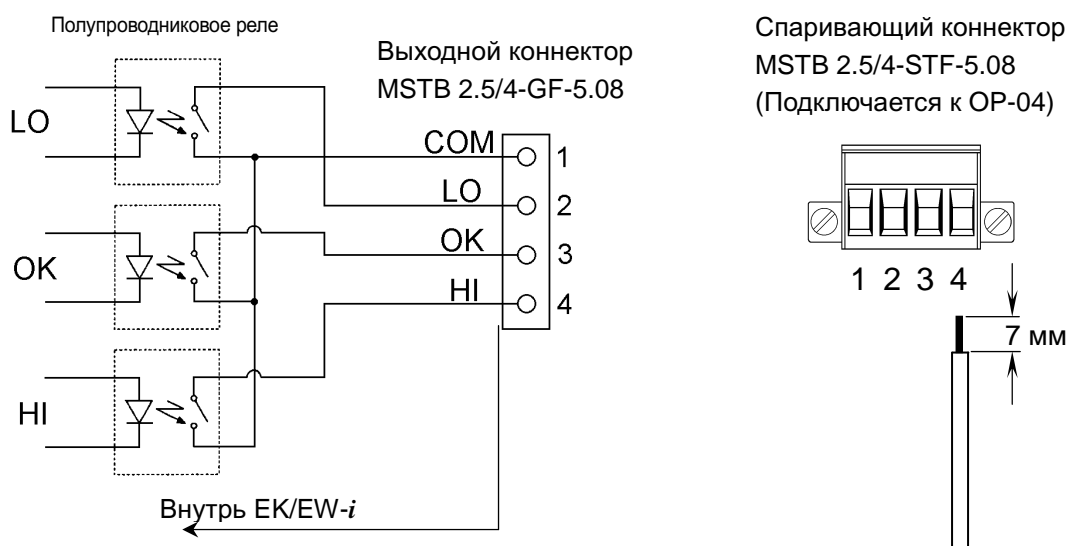 Полупроводниковое реле
Выходной коннектор
MSTB 2.5/4-GF-5.08
LO
OK
HI
COM
LO
OK
HI
1
2
3
4
Внутрь EK/EW-i
Спаривающий коннектор
MSTB 2.5/4-STF-5.08
(Подключается к OP-04)
1 2 3 4
7 мм